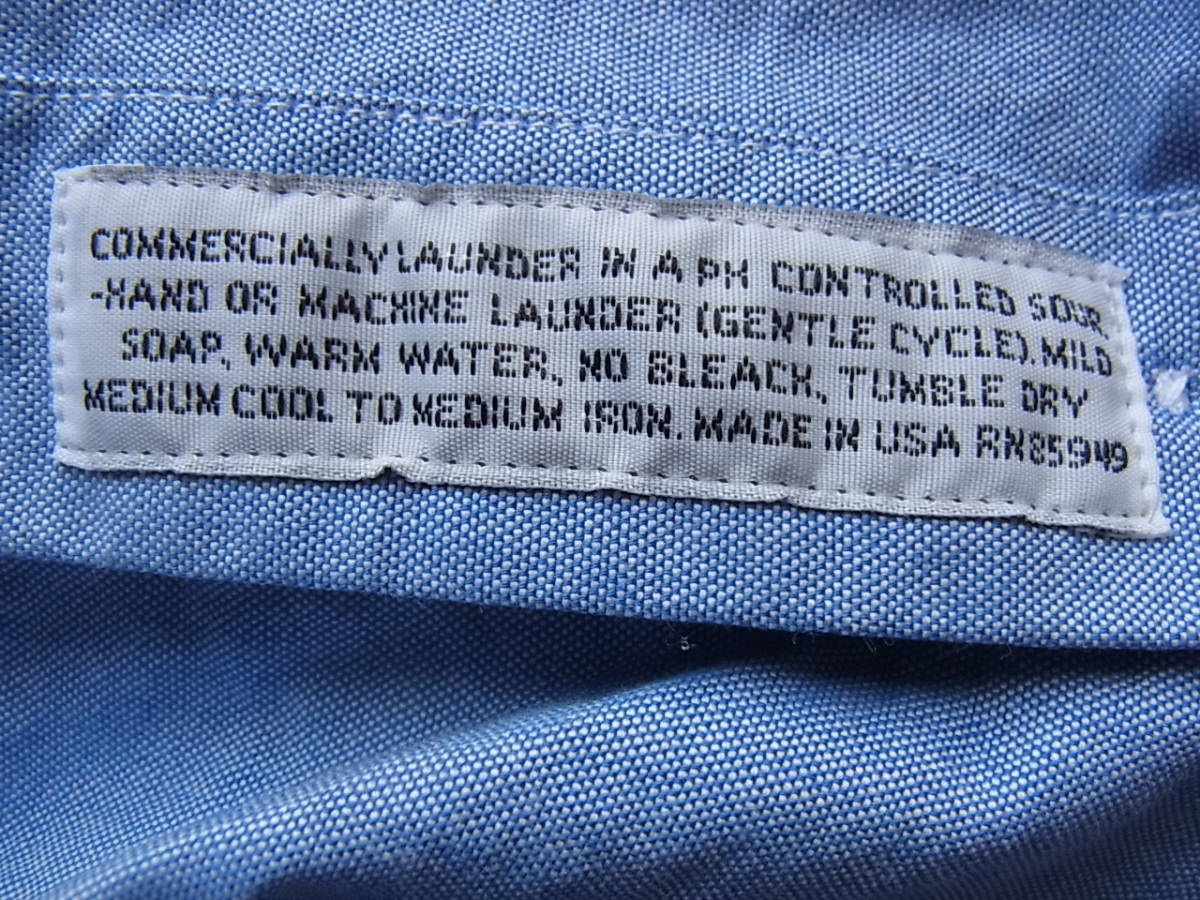 COMMERCIALLY LAUNDER IN A PH CONTROLLED SOUR,
-HAND OR MACHINE LAUNDER (GENTLE CYCLE). MILD
SOAP, WARM WATER, NO BLEACH, TUMBLE DRY
MEDIUM COOL TO MEDIUM IRON. MADE IN USA RN85949